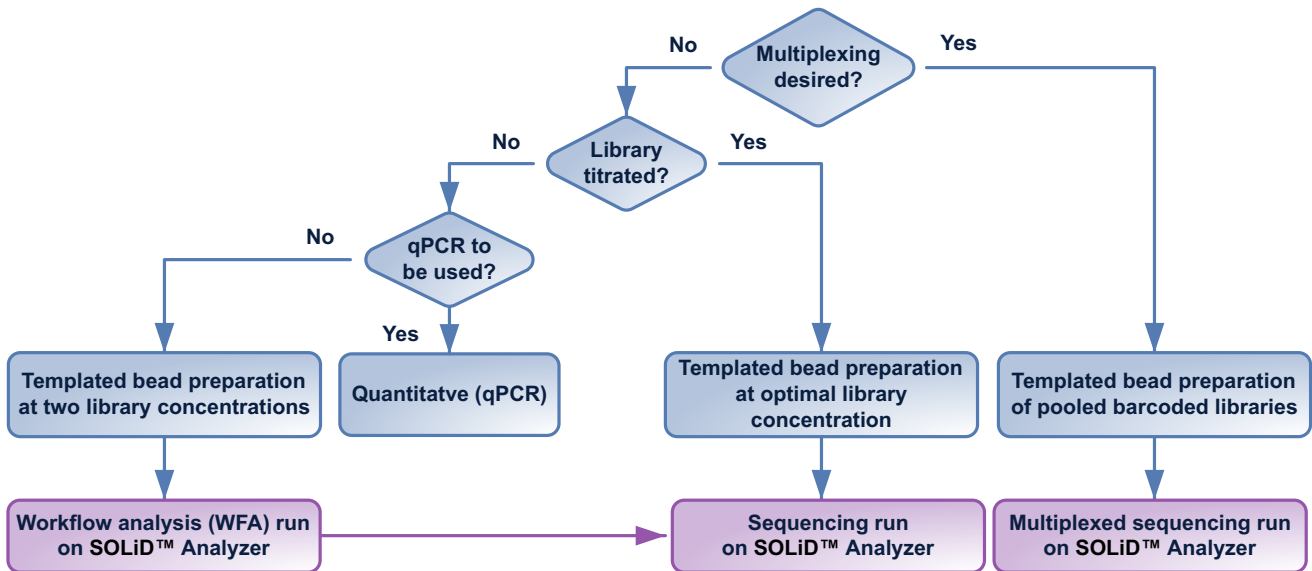 No
Multiplexing
desired?
Yes
No
Library
titrated?
Yes
No
qPCR to
be used?
Yes
Templated bead preparation
at two library concentrations
Quantitatve (qPCR)
Templated bead preparation
at optimal library
concentration
Templated bead preparation
of pooled barcoded libraries
Workflow analysis (WFA) run
on SOLiD™ Analyzer
Sequencing run
on SOLiD™ Analyzer
Multiplexed sequencing run
on SOLiD™ Analyzer